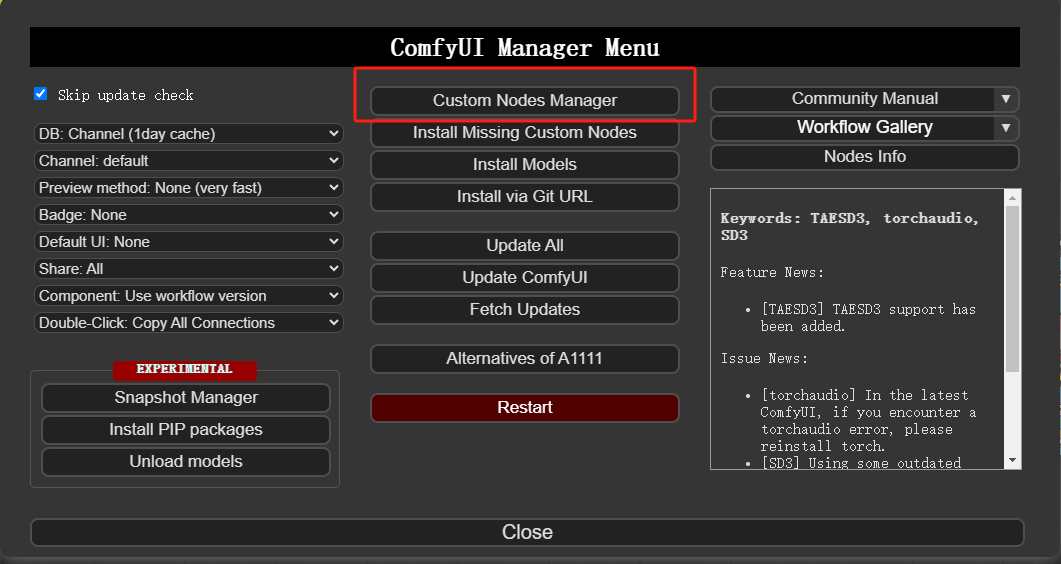 ComfyUI Manager Menu
Skip update check
DB: Channel (1day cache)
Channel: default
Preview method: None (very fast)
Badge: None
Default UI: None
Share: All
Component: Use workflow version
Double-Click: Copy All Connections
EXPERIMENTAL
Snapshot Manager
Install PIP packages
Unload models
Custom Nodes Manager
Install Missing Custom Nodes
Install Models
Install via Git URL
Update All
Update ComfyUI
Fetch Updates
Alternatives of A1111
Restart
Community Manual
Workflow Gallery
Nodes Info
Keywords: TAESD3, torchaudio,
SD3
Feature News:
[TAESD3] TAESD3 support has
been added.
Issue News:
[torchaudio] In the latest
ComfyUI, if you encounter a
torchaudio error, please
reinstall torch.
[SD3] Using some outdated
Close